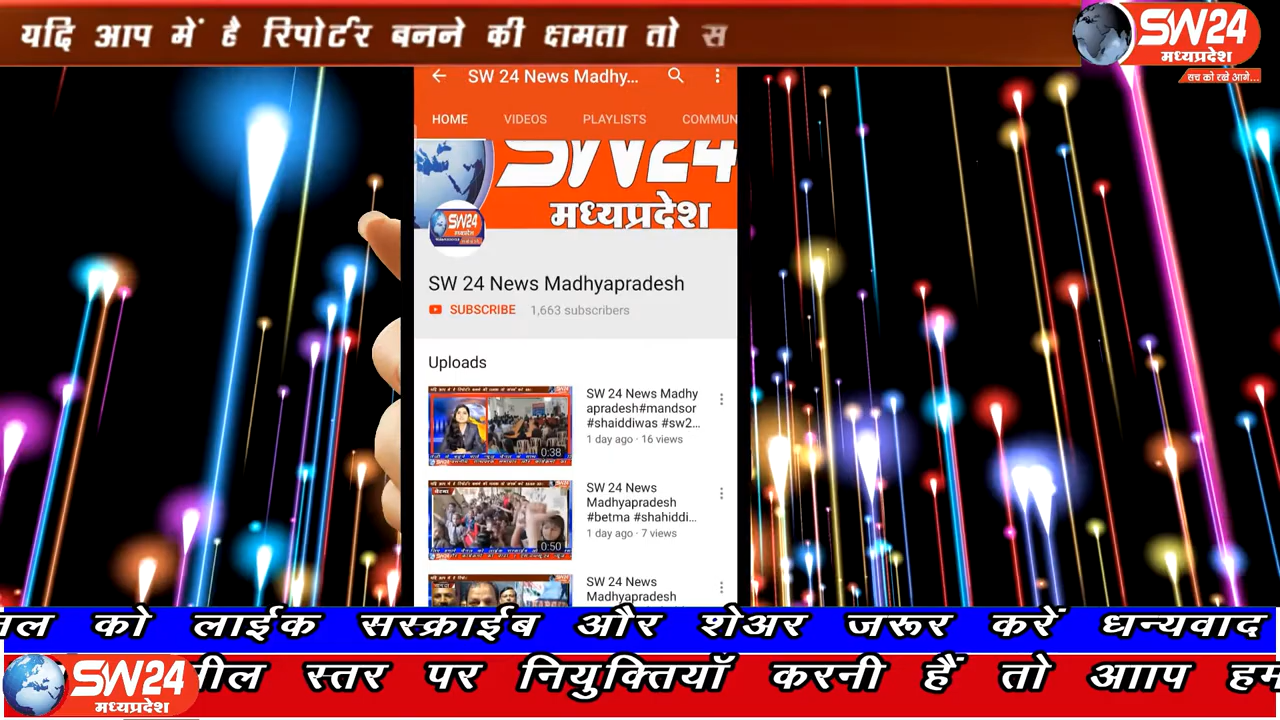 यदि आप में है रिपोर्टर बनने की क्षमता तो स
SW24
मध्यप्रदेश
सच को रखे आगे...
SW 24 News Madhy...
HOME VIDEOS PLAYLISTS COMMUN
SW24
मध्यप्रदेश
SW24
SW 24 News Madhyapradesh
SUBSCRIBE 1,663 subscribers
Uploads
SW 24 News Madhy
apradesh#mandsor
#shaiddiwas #sw2...
1 day ago · 16 views
0:38
SW 24 News
Madhyapradesh
#betma #shahiddi...
1 day ago · 7 views
0:50
SW 24 News
Madhyapradesh
नल को लाईक सस्क्राईब और शेअर जरूर करें धन्यवाद
SW24
मध्यप्रदेश
सील स्तर पर नियुक्तियाँ करनी हैं तो आाप हम